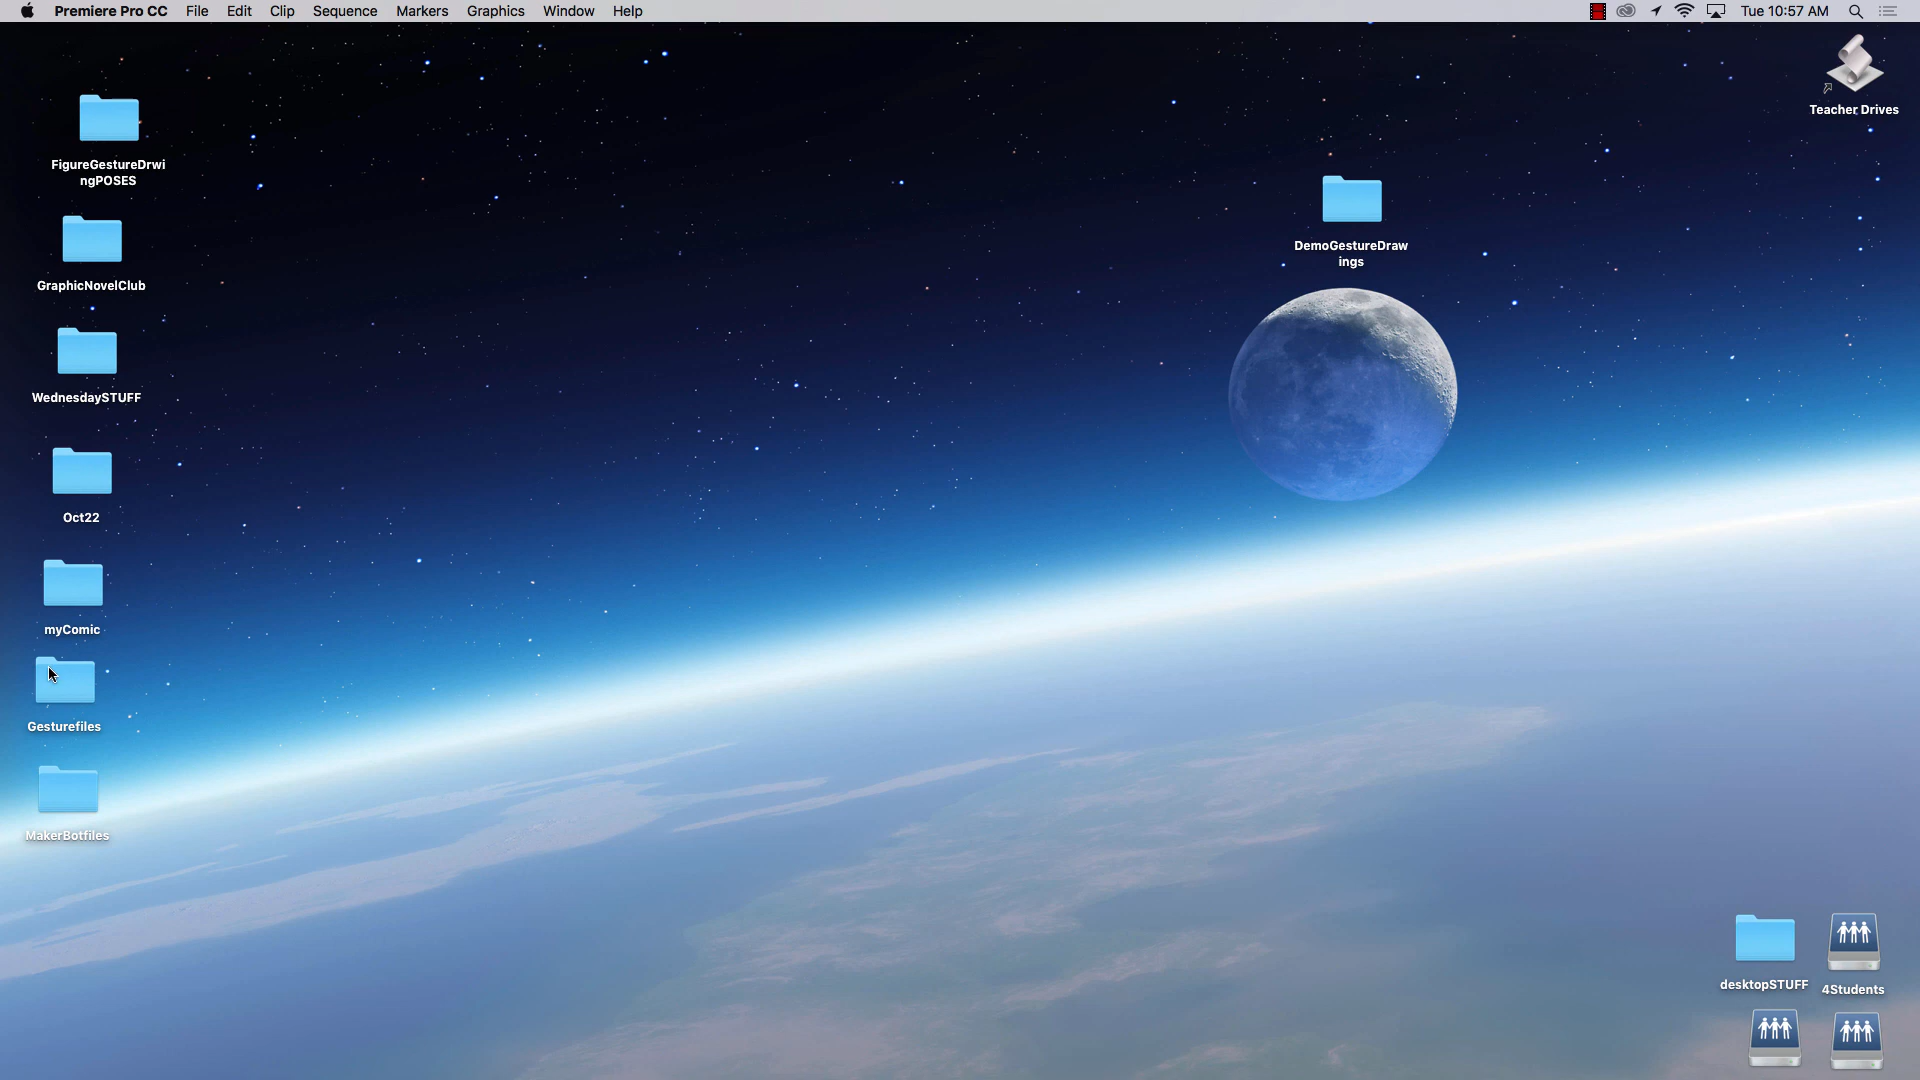 Premiere Pro CC File Edit Clip Sequence Markers Graphics Window Help Tue 10:57 AM
Teacher Drives
FigureGestureDrwi
ngPOSES
DemoGestureDraw
ings
GraphicNovelClub
WednesdaySTUFF
Oct22
myComic
Gesturefiles
MakerBotfiles
desktopSTUFF
4Students